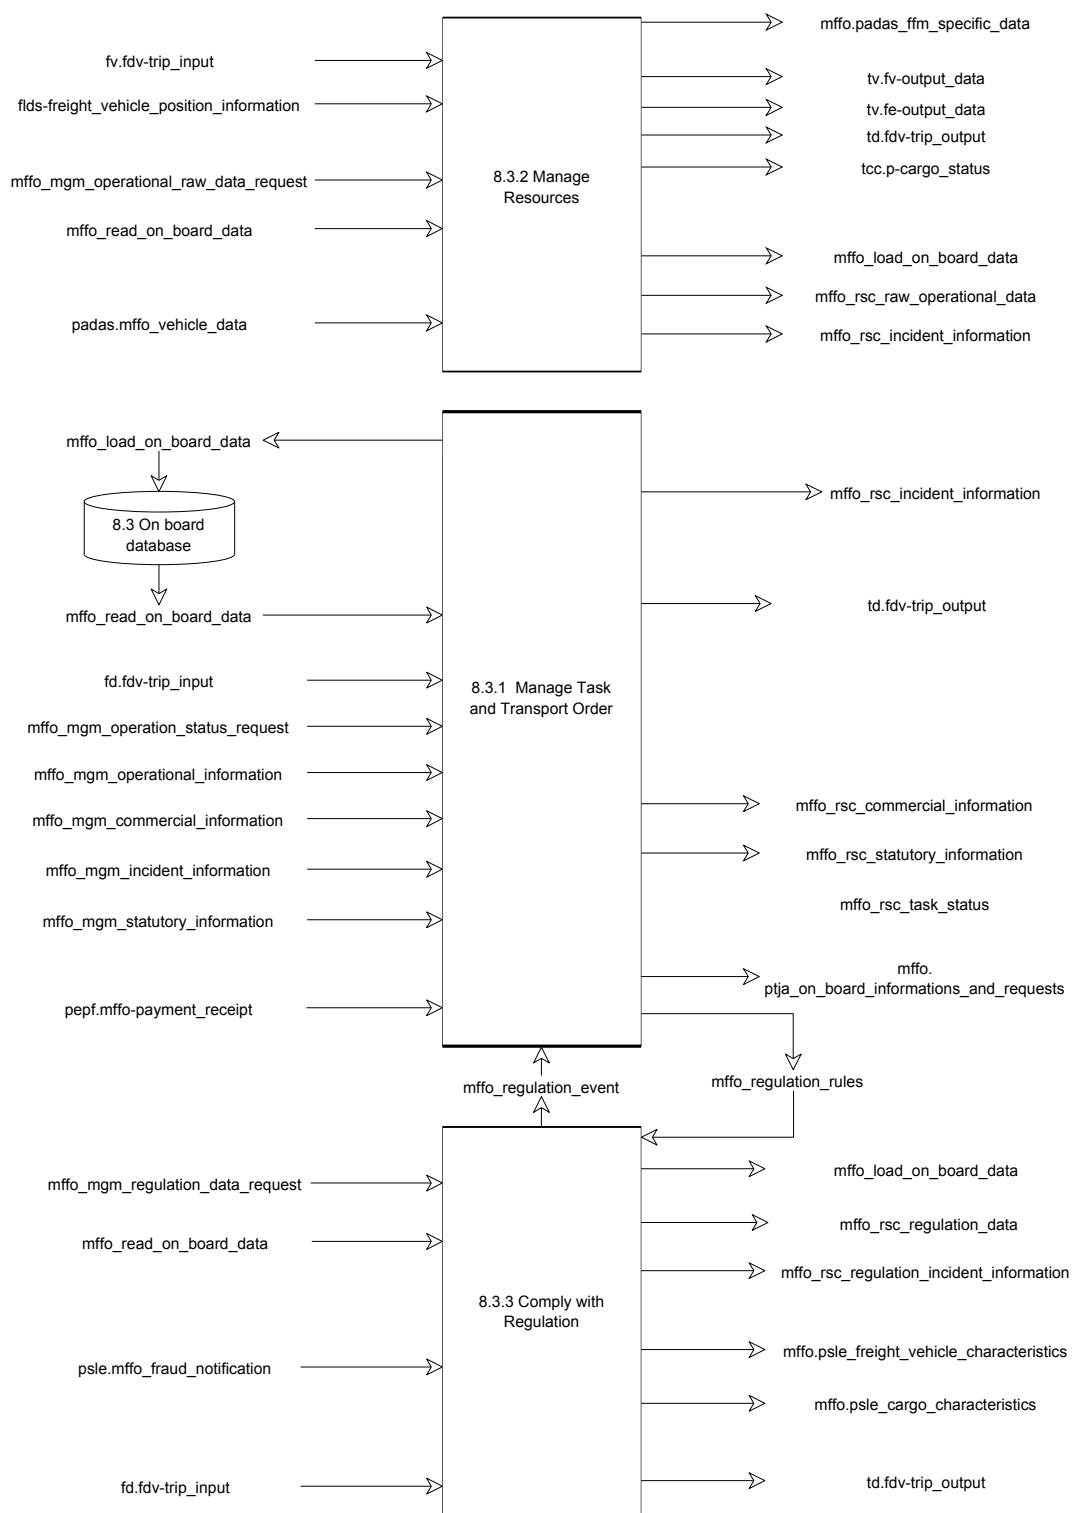 mffo.padas_ffm_specific_data
fv.fdv-trip_input
tv.fv-output_data
flds-freight_vehicle_position_information
tv.fe-output_data
td.fdv-trip_output
tcc.p-cargo_status
8.3.2 Manage
Resources
mffo_mgm_operational_raw_data_request
mffo_read_on_board_data
mffo_load_on_board_data
mffo_rsc_raw_operational_data
padas.mffo_vehicle_data
mffo_rsc_incident_information
mffo_load_on_board_data
mffo_rsc_incident_information
8.3 On board
database
td.fdv-trip_output
mffo_read_on_board_data
fd.fdv-trip_input
8.3.1  Manage Task
and Transport Order
mffo_mgm_operation_status_request
mffo_mgm_operational_information
mffo_rsc_commercial_information
mffo_mgm_commercial_information
mffo_rsc_statutory_information
mffo_mgm_incident_information
mffo_rsc_task_status
mffo_mgm_statutory_information
mffo.
ptja_on_board_informations_and_requests
pepf.mffo-payment_receipt
mffo_regulation_event
mffo_regulation_rules
mffo_load_on_board_data
mffo_mgm_regulation_data_request
mffo_rsc_regulation_data
mffo_read_on_board_data
mffo_rsc_regulation_incident_information
8.3.3 Comply with
Regulation
mffo.psle_freight_vehicle_characteristics
psle.mffo_fraud_notification
mffo.psle_cargo_characteristics
td.fdv-trip_output
fd.fdv-trip_input